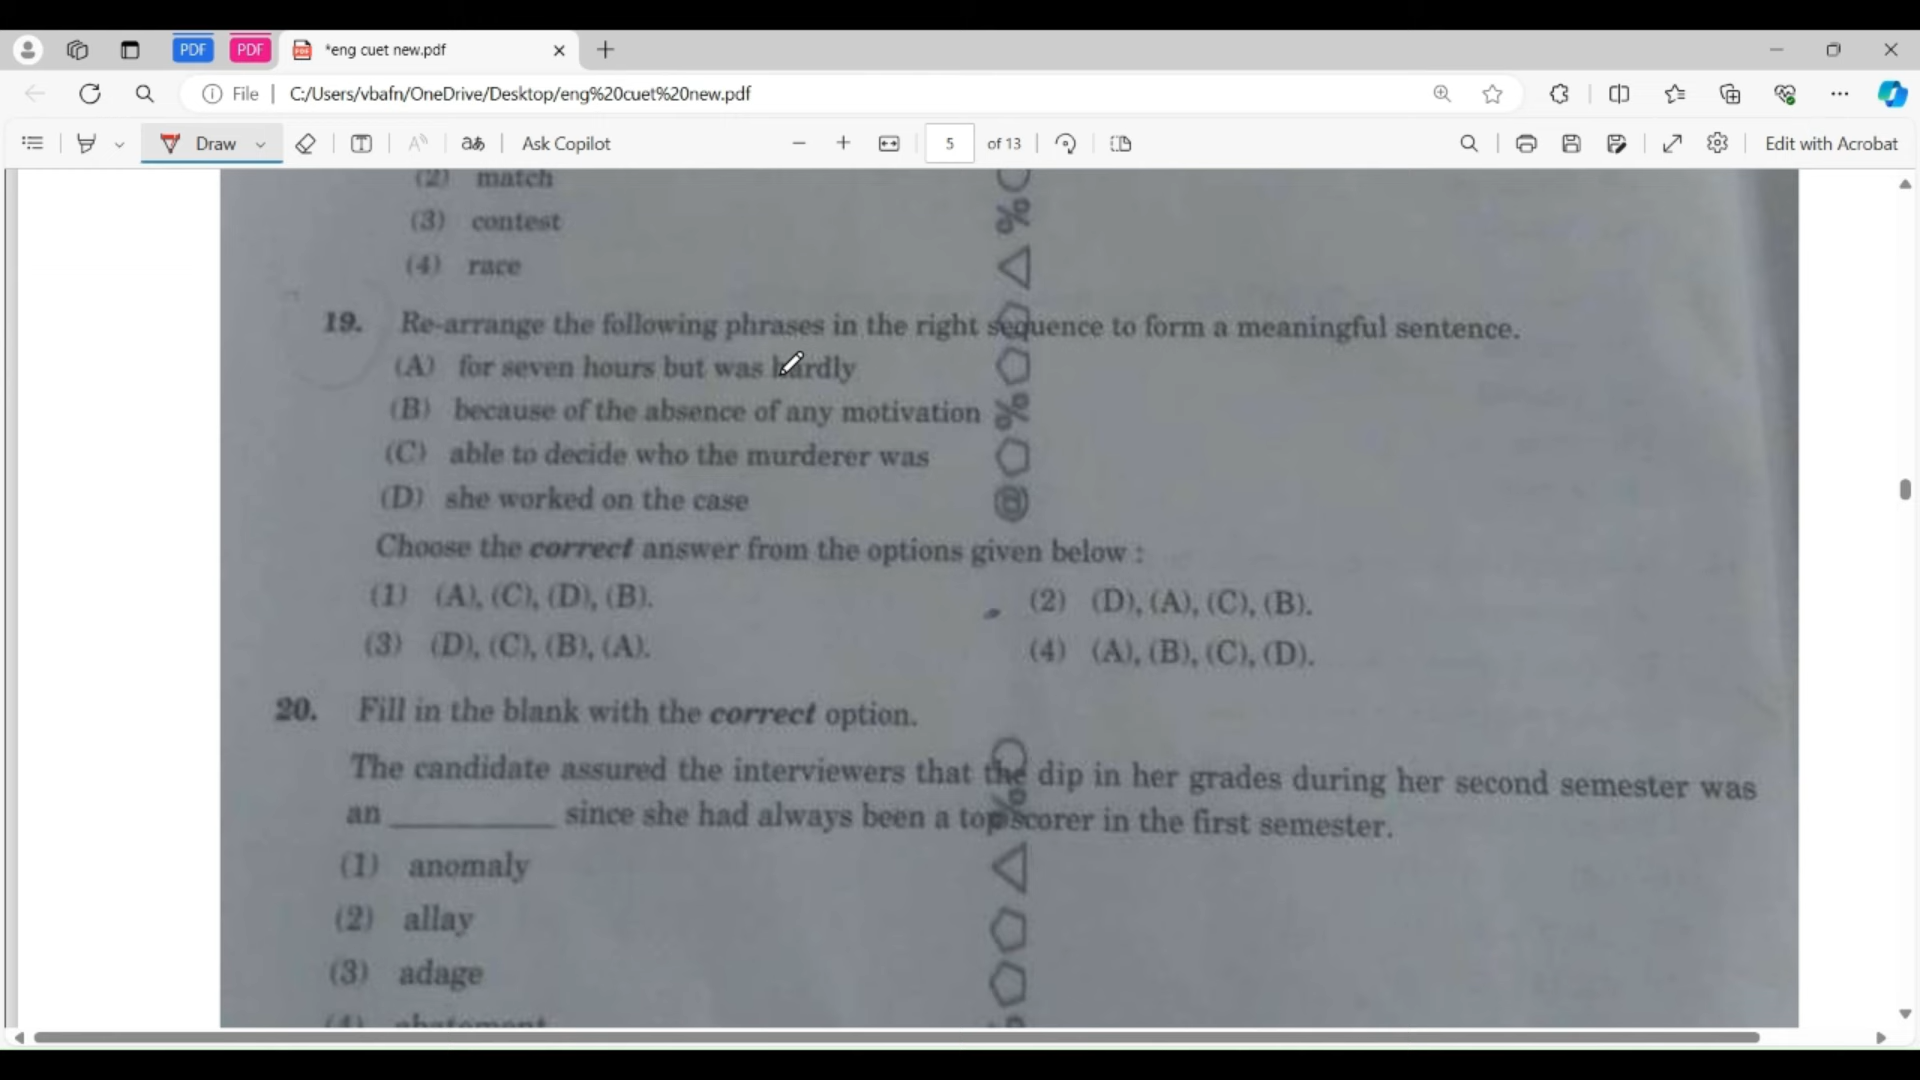 PDF
PDF
*eng cuet new.pdf
File
C:/Users/vbafn/OneDrive/Desktop/eng%20cuet%20new.pdf
Draw
Ask Copilot
5 of 13
Edit with Acrobat
(2) match
(3) contest
(4) race
19. Re-arrange the following phrases in the right sequence to form a meaningful sentence.
(A) for seven hours but was hardly
(B) because of the absence of any motivation
(C) able to decide who the murderer was
(D) she worked on the case
Choose the correct answer from the options given below :
(1) (A), (C), (D), (B).
(2) (D), (A), (C), (B).
(3) (D), (C), (B), (A).
(4) (A), (B), (C), (D).
20. Fill in the blank with the correct option.
The candidate assured the interviewers that the dip in her grades during her second semester was
an __________ since she had always been a top scorer in the first semester.
(1) anomaly
(2) allay
(3) adage
(4) abatement